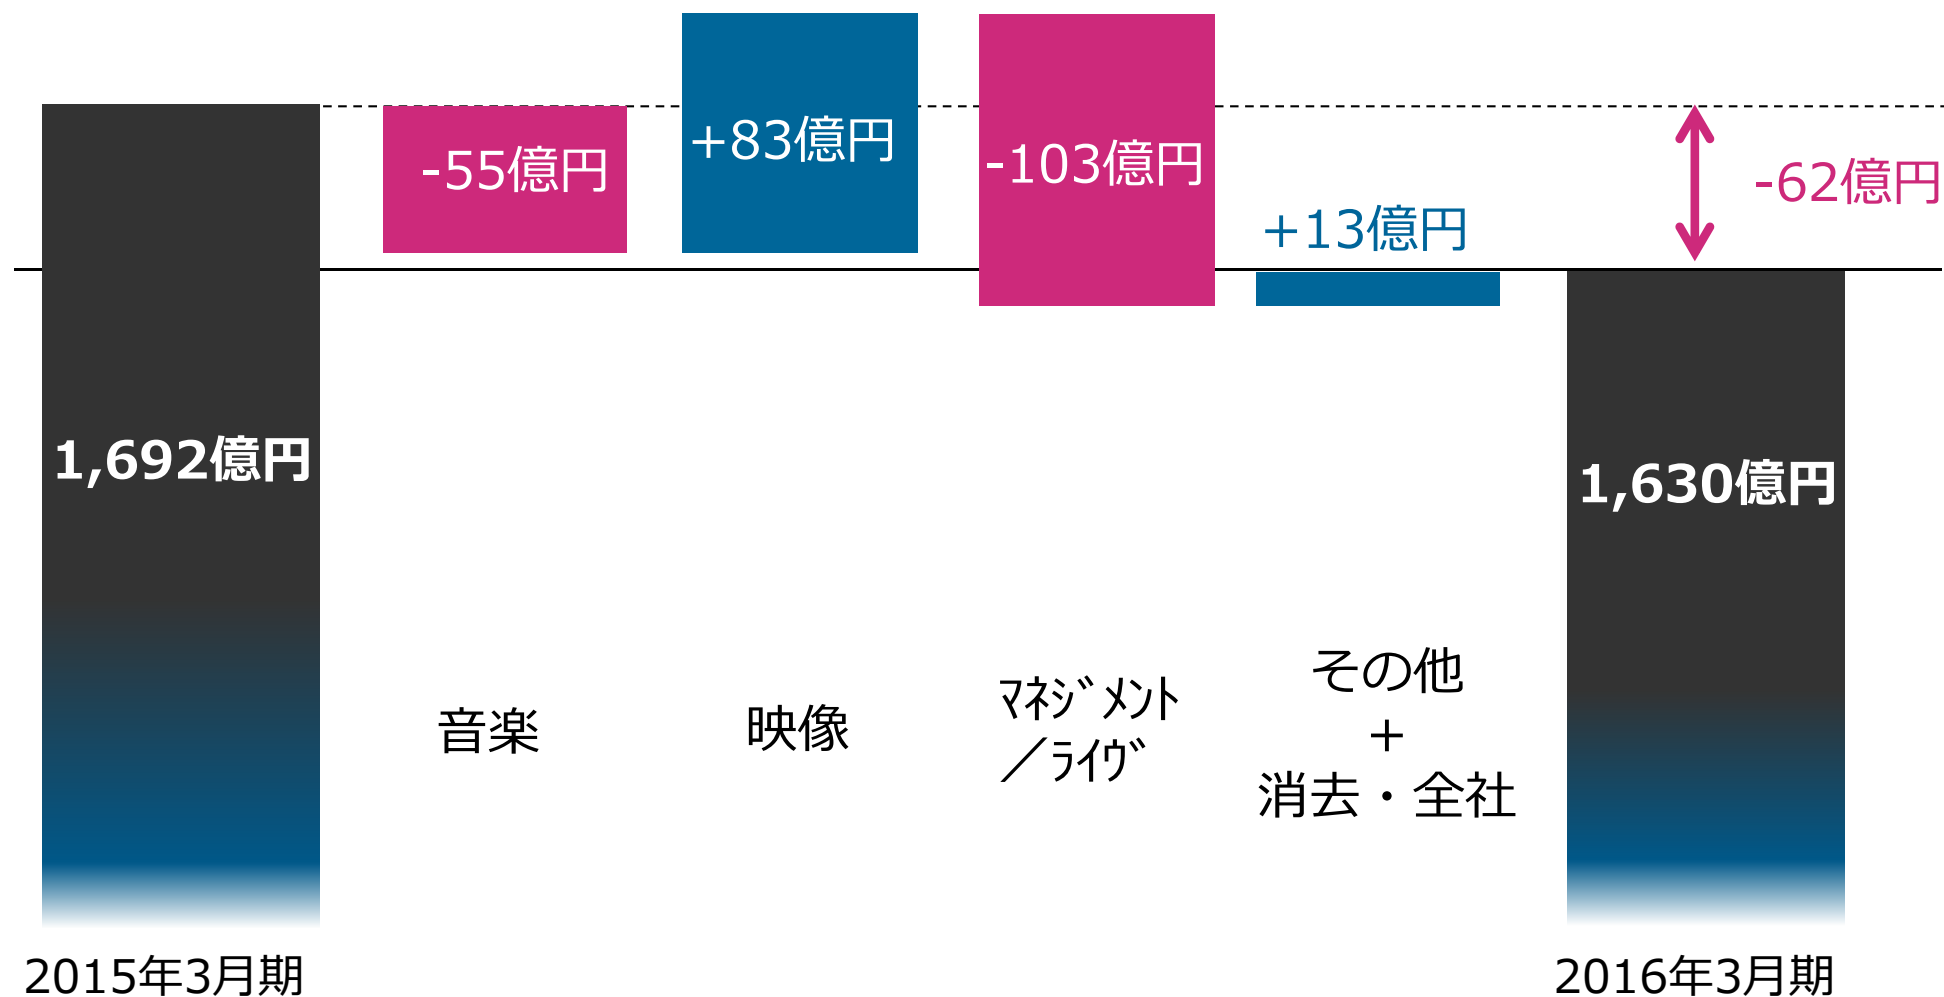 -55億円
+83億円
-103億円
+13億円
-62億円
1,692億円
1,630億円
音楽
映像
ﾏﾈｼﾞﾒﾝﾄ
／ﾗｲｳﾞ
その他
+
消去・全社
2015年3月期
2016年3月期